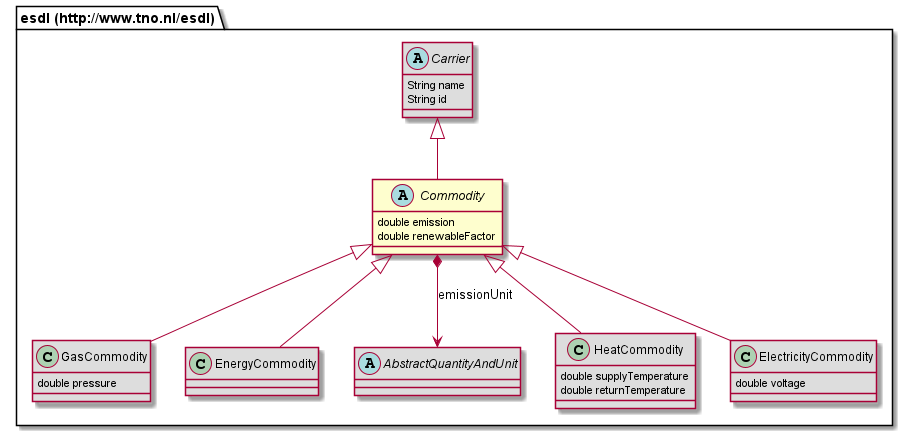 esdl (http://www.tno.nl/esdl)
A Carrier
String name
String id
A Commodity
double emission
double renewableFactor
emissionUnit
C GasCommodity
double pressure
C EnergyCommodity
A AbstractQuantityAndUnit
C HeatCommodity
double supplyTemperature
double returnTemperature
C ElectricityCommodity
double voltage